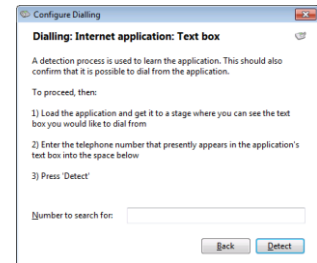 Configure Dialling
Dialling: Internet application: Text box
A detection process is used to learn the application. This should also
confirm that it is possible to dial from the application.
To proceed, then:
1) Load the application and get it to a stage where you can see the text
box you would like to dial from
2) Enter the telephone number that presently appears in the application's
text box into the space below
3) Press 'Detect'
Number to search for:
Back Detect